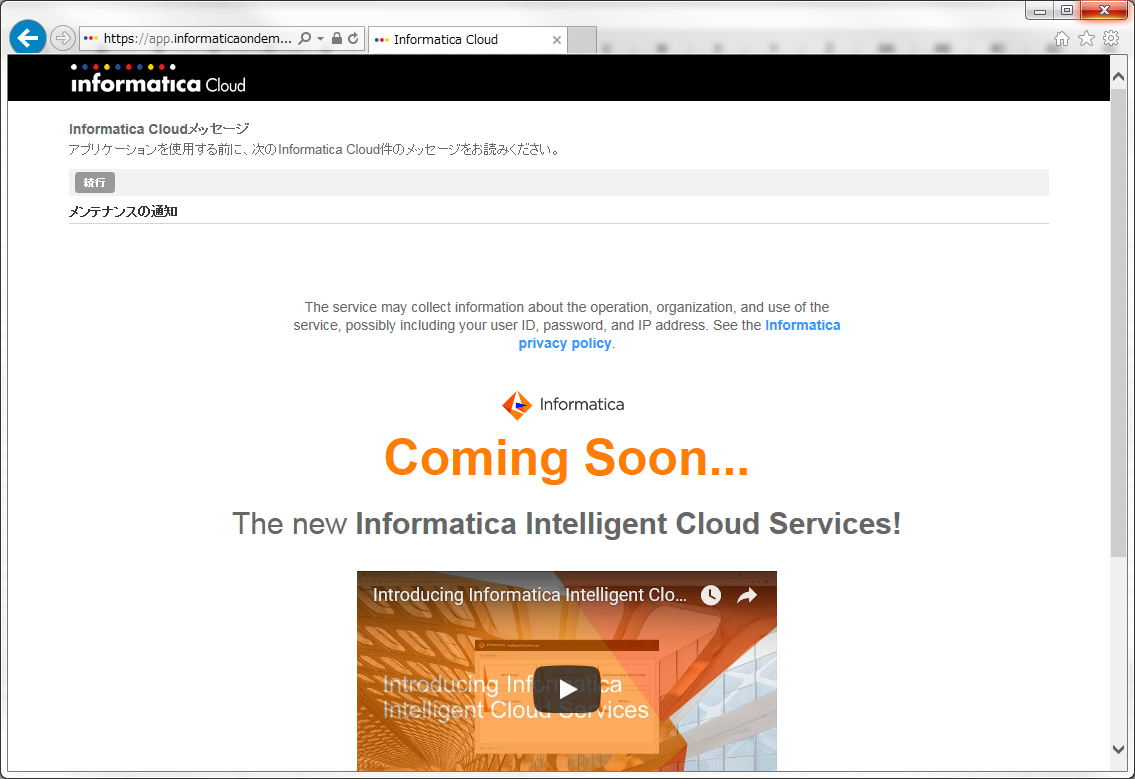 https://app.informaticaondem...
Informatica Cloud
informatica Cloud
Informatica Cloudメッセージ
アプリケーションを使用する前に、次のInformatica Cloud件のメッセージをお読みください。
続行
メンテナンスの通知
The service may collect information about the operation, organization, and use of the
service, possibly including your user ID, password, and IP address. See the Informatica
privacy policy.
Informatica
Coming Soon...
The new Informatica Intelligent Cloud Services!
Introducing Informatica Intelligent Clo...
Introducing Informatica
Intelligent Cloud Services